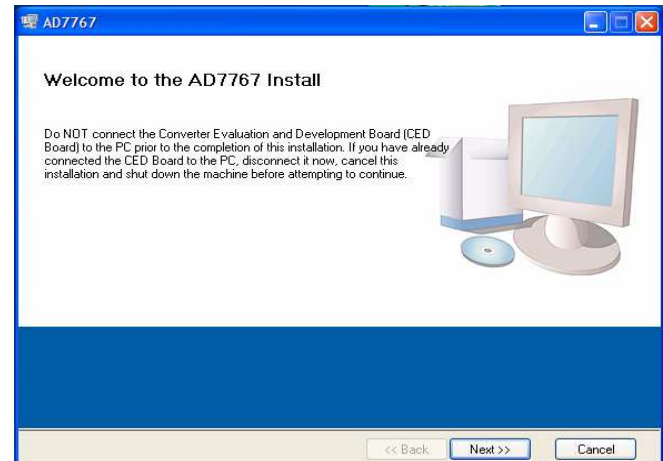 AD7767
Welcome to the AD7767 Install
Do NOT connect the Converter Evaluation and Development Board (CED
Board) to the PC prior to the completion of this installation. If you have already
connected the CED Board to the PC, disconnect it now, cancel this
installation and shut down the machine before attempting to continue.
<< Back Next >> Cancel